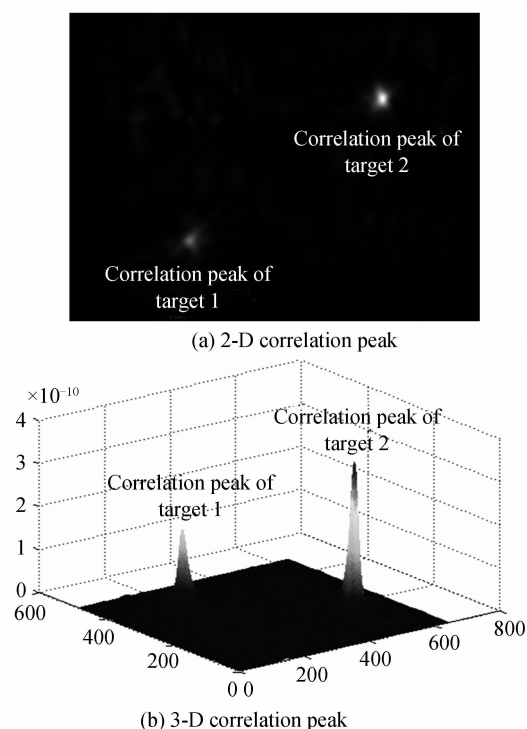 Correlation peak of
target 2
Correlation peak of
target 1
(a) 2-D correlation peak
×10⁻¹⁰
4
3
2
1
0
Correlation peak of
target 2
Correlation peak of
target 1
600
400
200
0 0
200
400
600
800
(b) 3-D correlation peak